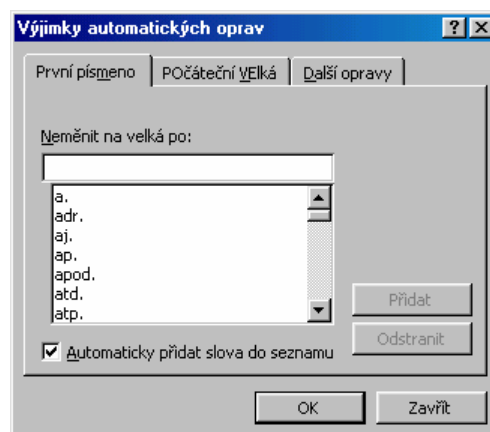 Výjimky automatických oprav
První písmeno POčáteční VElká Další opravy
Neměnit na velká po:
a.
adr.
aj.
ap.
apod.
atd.
atp.
Přidat
Odstranit
Automaticky přidat slova do seznamu
OK Zavřít